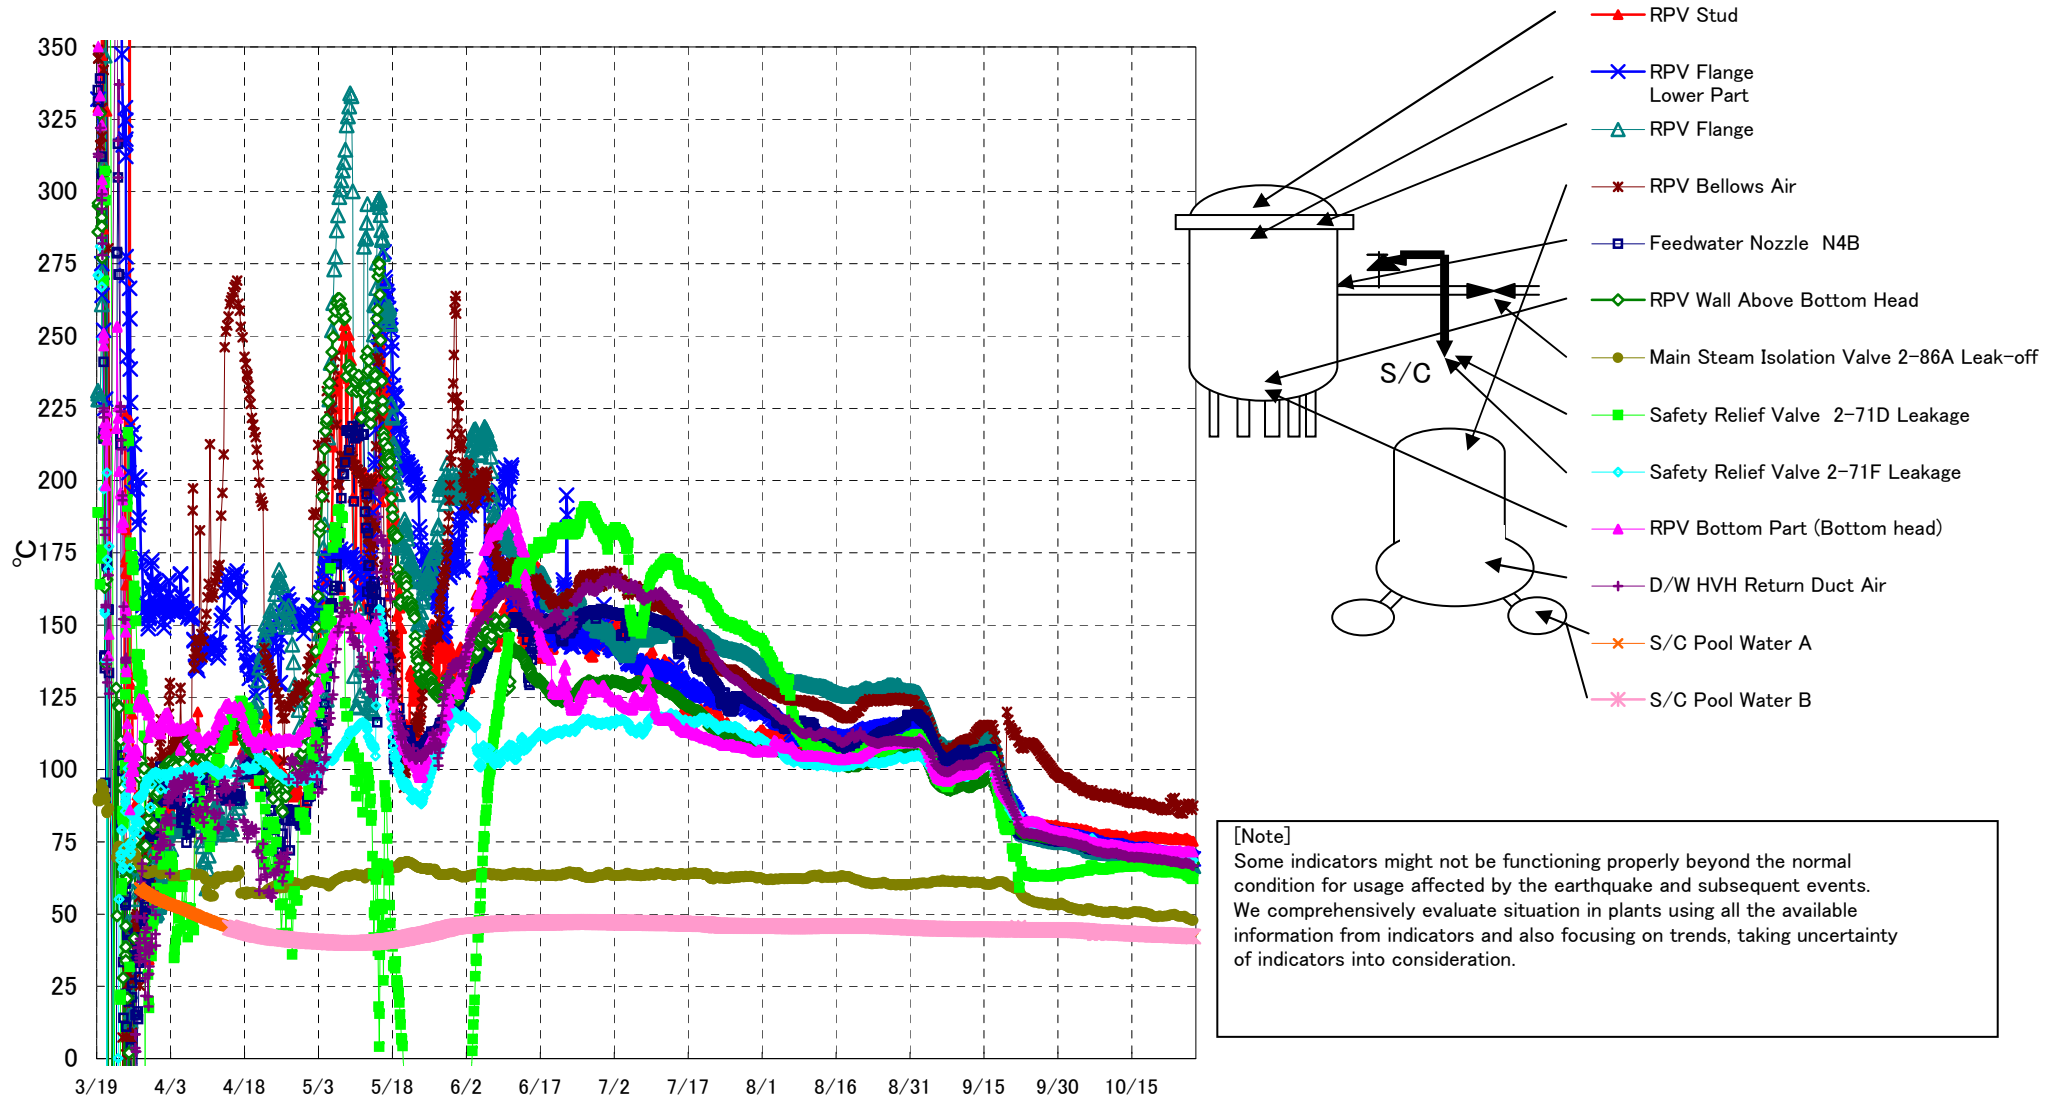 °C
350
325
300
275
250
225
200
175
150
125
100
75
50
25
0
3/19 4/3 4/18 5/3 5/18 6/2 6/17 7/2 7/17 8/1 8/16 8/31 9/15 9/30 10/15
RPV Stud
RPV Flange
Lower Part
RPV Flange
RPV Bellows Air
Feedwater Nozzle N4B
RPV Wall Above Bottom Head
Main Steam Isolation Valve 2-86A Leak-off
Safety Relief Valve 2-71D Leakage
Safety Relief Valve 2-71F Leakage
RPV Bottom Part (Bottom head)
D/W HVH Return Duct Air
S/C Pool Water A
S/C Pool Water B
S/C
[Note]
Some indicators might not be functioning properly beyond the normal
condition for usage affected by the earthquake and subsequent events.
We comprehensively evaluate situation in plants using all the available
information from indicators and also focusing on trends, taking uncertainty
of indicators into consideration.